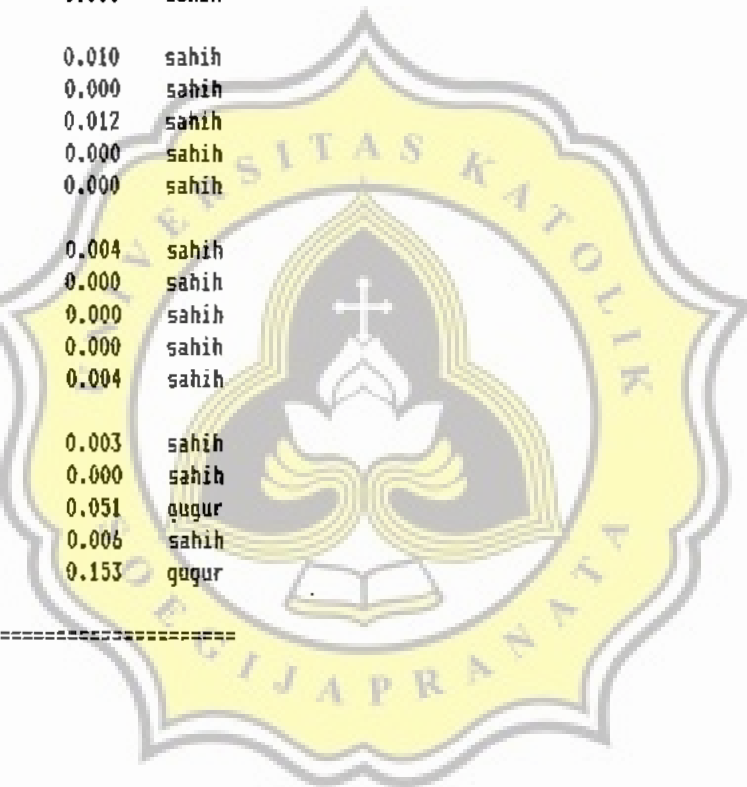 0.010 sahih
0.000 sahih
0.012 sahih
0.000 sahih
0.000 sahih
0.004 sahih
0.000 sahih
0.000 sahih
0.000 sahih
0.004 sahih
0.003 sahih
0.000 sahih
0.051 gugur
0.006 sahih
0.153 gugur
=====================
UNIVERSITAS KATOLIK
SOEGIJAPRANATA